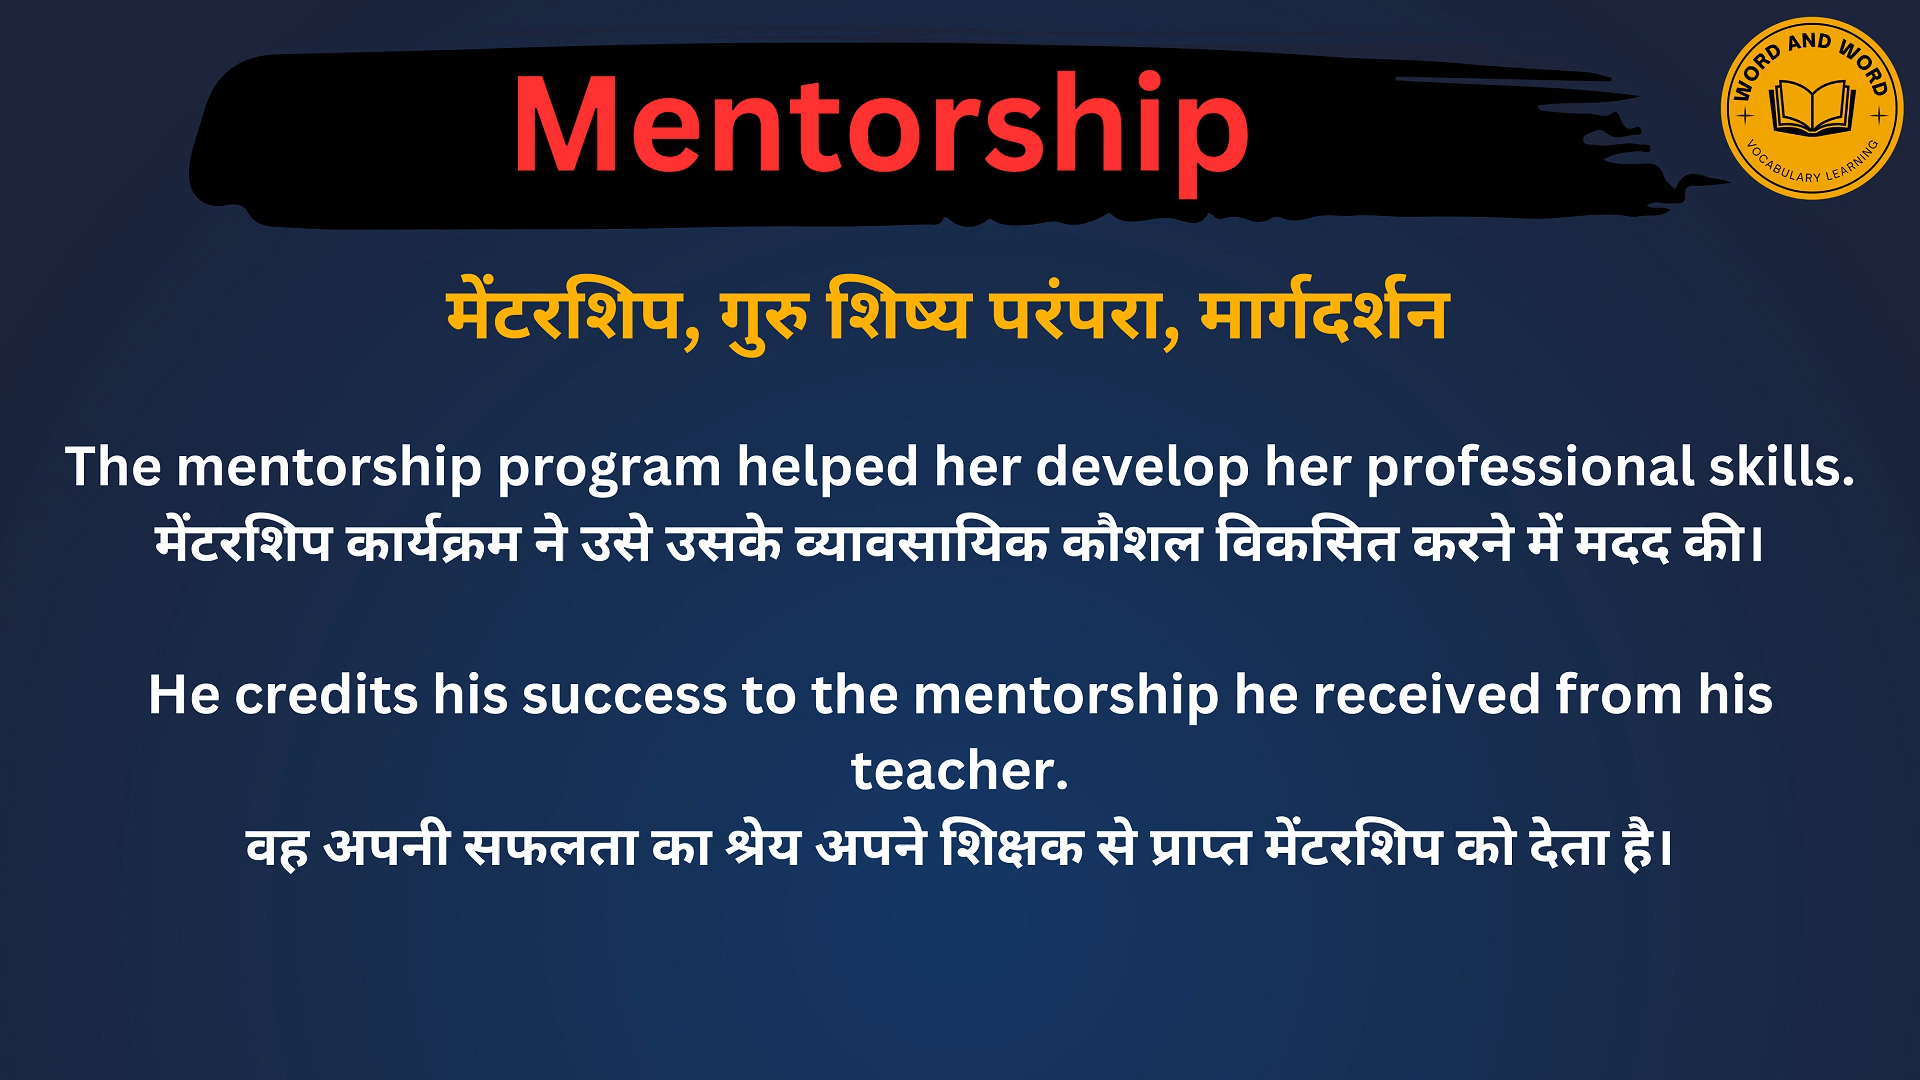 Mentorship
WORD AND WORD
VOCABULARY LEARNING
मेंटरशिप, गुरु शिष्य परंपरा, मार्गदर्शन
The mentorship program helped her develop her professional skills.
मेंटरशिप कार्यक्रम ने उसे उसके व्यावसायिक कौशल विकसित करने में मदद की।
He credits his success to the mentorship he received from his
teacher.
वह अपनी सफलता का श्रेय अपने शिक्षक से प्राप्त मेंटरशिप को देता है।